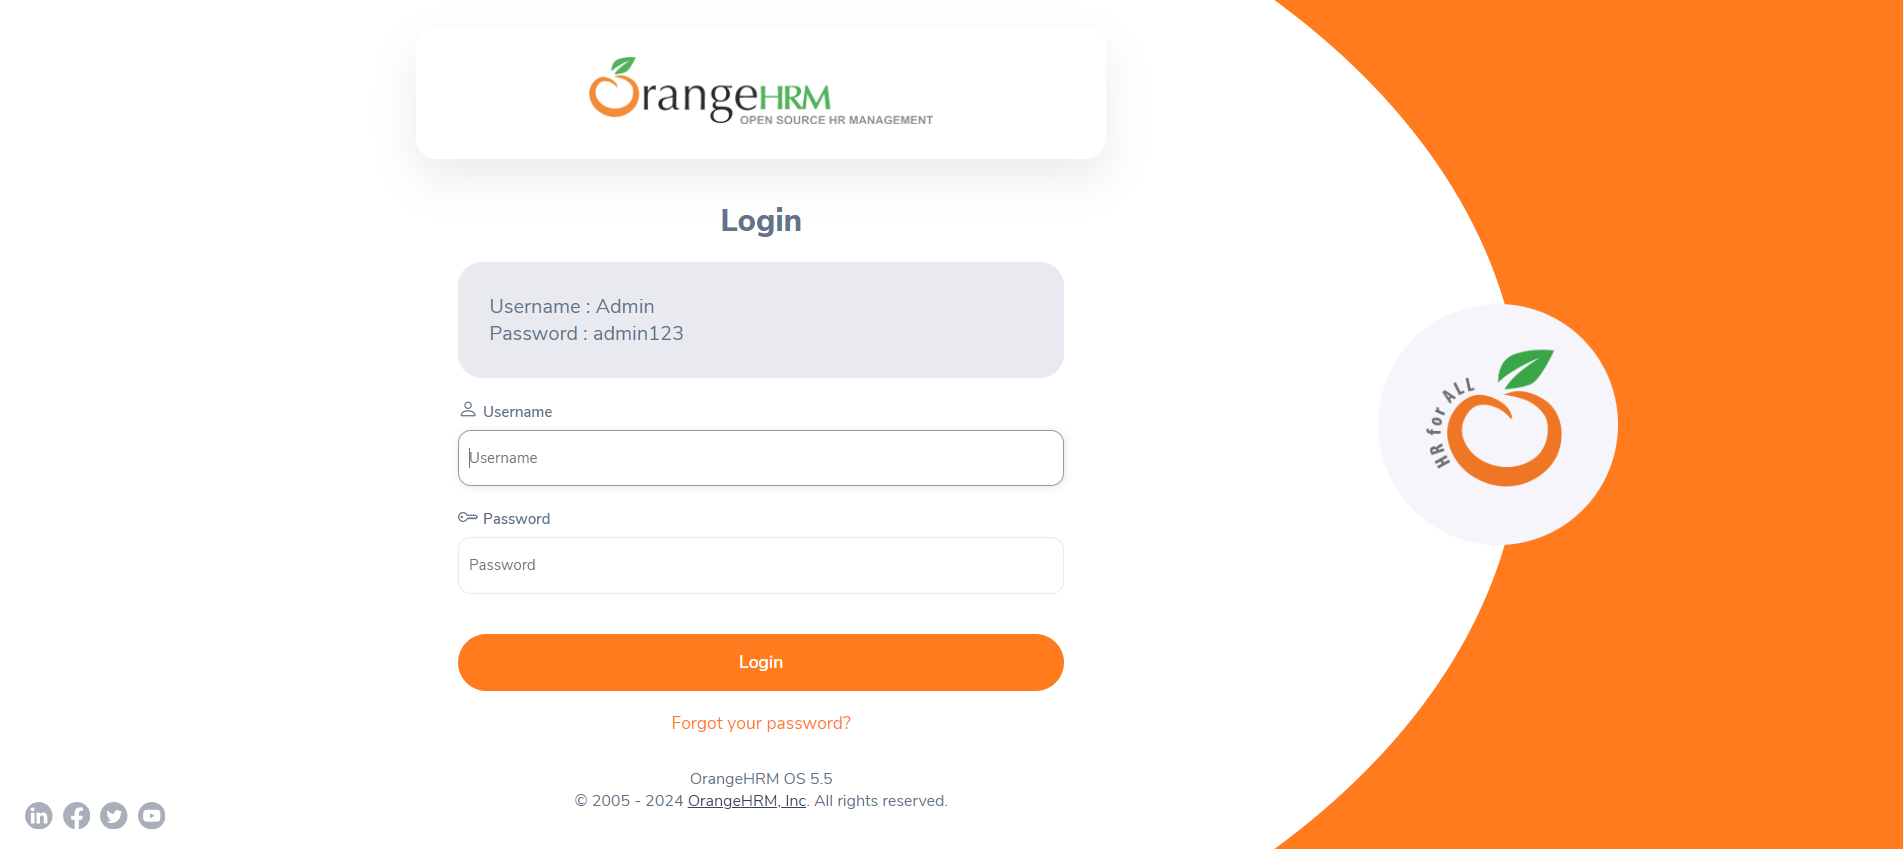 OrangeHRM
OPEN SOURCE HR MANAGEMENT
Login
Username : Admin
Password : admin123
Username
Username
Password
Password
Login
Forgot your password?
OrangeHRM OS 5.5
© 2005 - 2024 OrangeHRM, Inc. All rights reserved.
HR for ALL